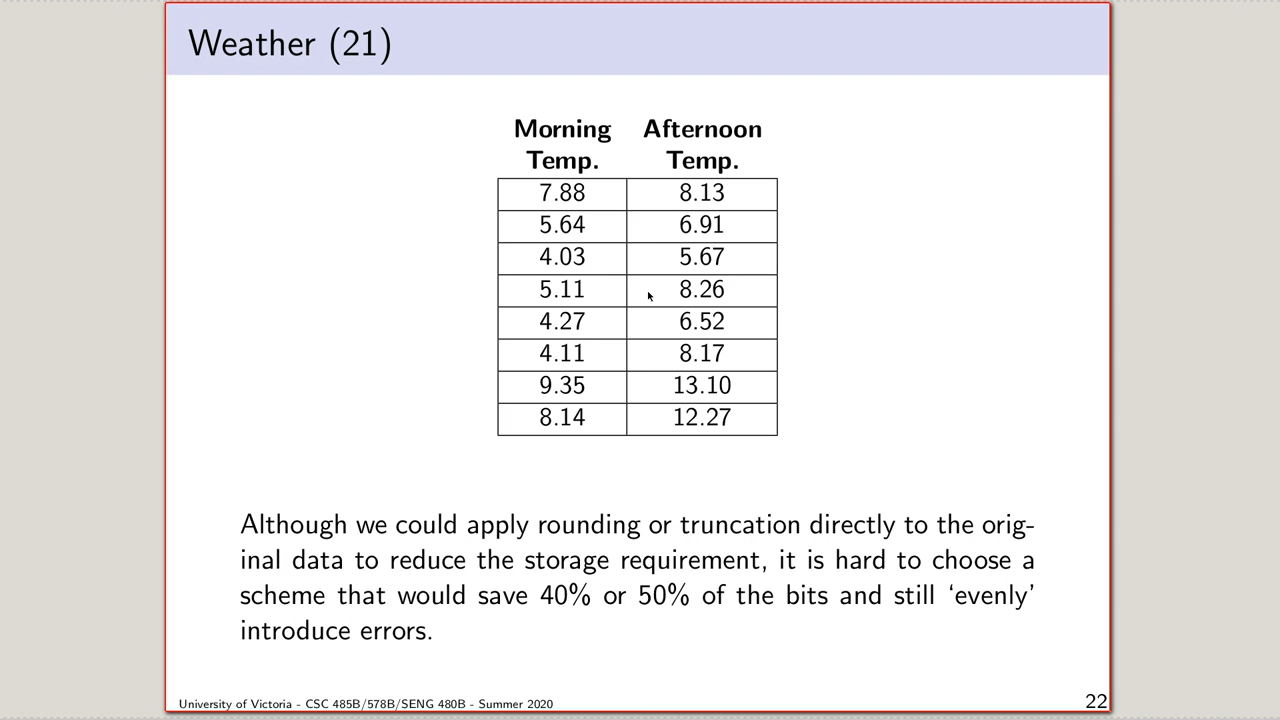 Weather (21)
Morning Afternoon
Temp. Temp.
7.88 8.13
5.64 6.91
4.03 5.67
5.11 8.26
4.27 6.52
4.11 8.17
9.35 13.10
8.14 12.27
Although we could apply rounding or truncation directly to the orig-
inal data to reduce the storage requirement, it is hard to choose a
scheme that would save 40% or 50% of the bits and still ‘evenly’
introduce errors.
University of Victoria - CSC 485B/578B/SENG 480B - Summer 2020 22